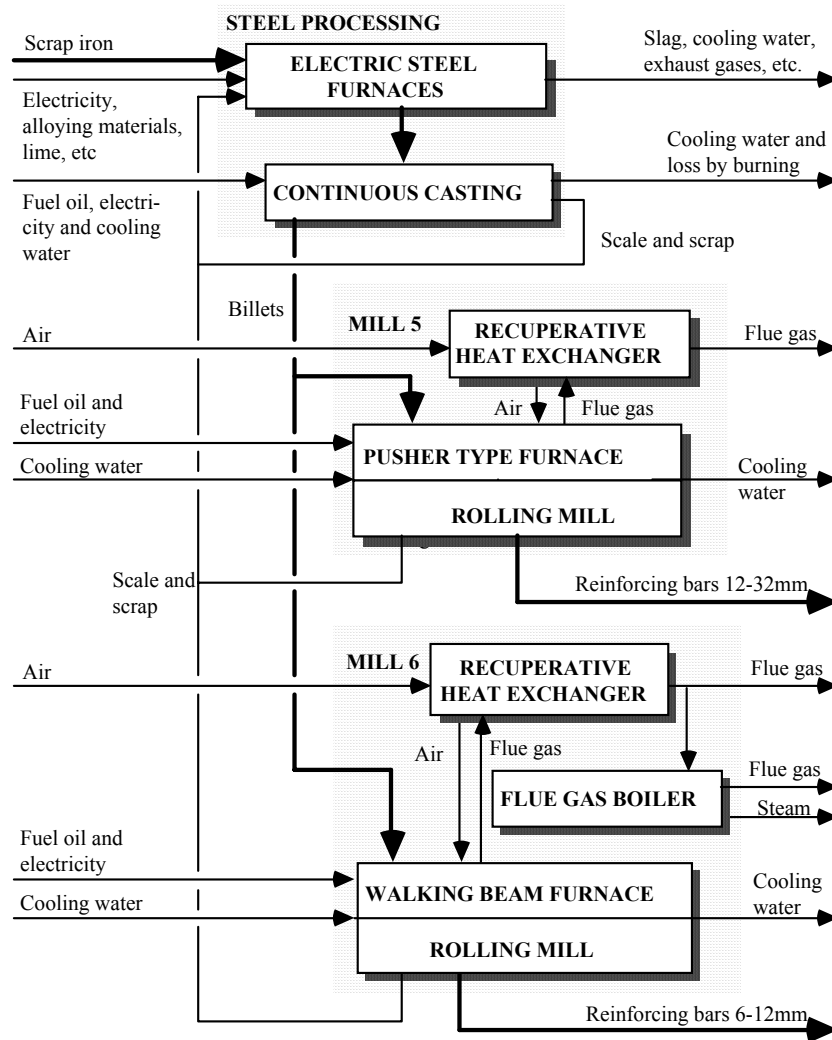 STEEL PROCESSING
Scrap iron
ELECTRIC STEEL
FURNACES
Slag, cooling water,
exhaust gases, etc.
Electricity,
alloying materials,
lime, etc
Cooling water and
loss by burning
CONTINUOUS CASTING
Fuel oil, electri-
city and cooling
water
Scale and scrap
Billets
MILL 5
RECUPERATIVE
HEAT EXCHANGER
Air
Flue gas
Air
Flue gas
Fuel oil and
electricity
PUSHER TYPE FURNACE
Cooling water
Cooling
water
ROLLING MILL
Scale and
scrap
Reinforcing bars 12-32mm
MILL 6
RECUPERATIVE
HEAT EXCHANGER
Air
Flue gas
Air
Flue gas
FLUE GAS BOILER
Flue gas
Steam
Fuel oil and
electricity
WALKING BEAM FURNACE
Cooling water
Cooling
water
ROLLING MILL
Reinforcing bars 6-12mm